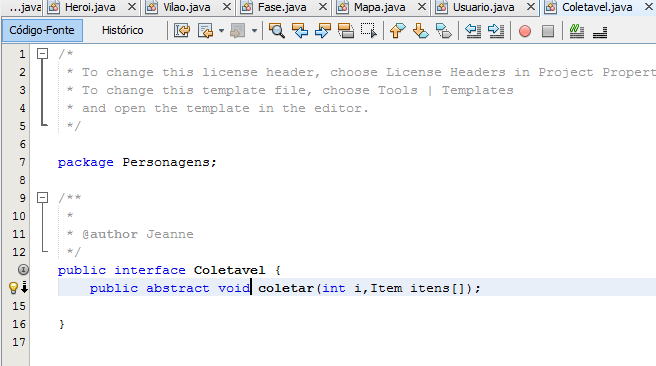 ...java Heroi.java Vilao.java Fase.java Mapa.java Usuario.java Coletavel.java
Código-Fonte Histórico
1 /*
2 * To change this license header, choose License Headers in Project Propert
3 * To change this template file, choose Tools | Templates
4 * and open the template in the editor.
5 */
6
7 package Personagens;
8
9 /**
10 *
11 * @author Jeanne
12 */
public interface Coletavel {
public abstract void coletar(int i,Item itens[]);
15
16 }
17